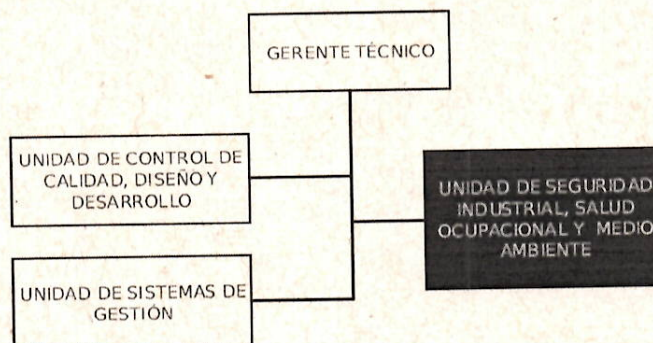 GERENTE TÉCNICO
UNIDAD DE CONTROL DE
CALIDAD, DISEÑO Y
DESARROLLO
UNIDAD DE SEGURIDAD
INDUSTRIAL, SALUD
OCUPACIONAL Y MEDIO
AMBIENTE
UNIDAD DE SISTEMAS DE
GESTIÓN